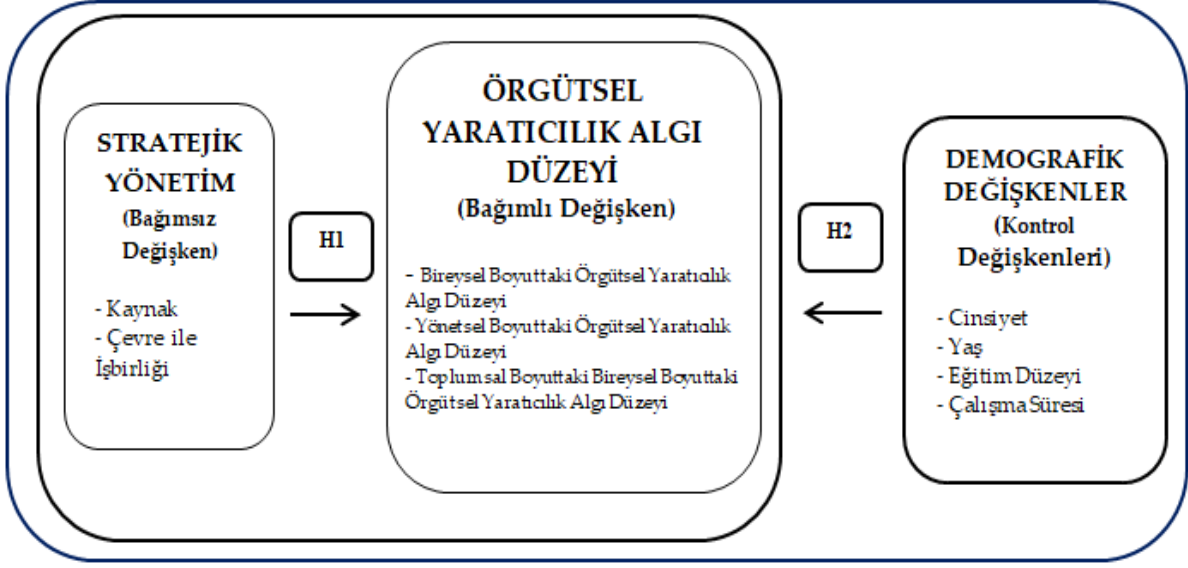 STRATEJİK
YÖNETİM
(Bağımsız
Değişken)
- Kaynak
- Çevre ile
İşbirliği
H1
ÖRGÜTSEL
YARATICILIK ALGI
DÜZEYİ
(Bağımlı Değişken)
- Bireysel Boyuttaki Örgütsel Yaratıcılık
Algı Düzeyi
- Yönetsel Boyuttaki Örgütsel Yaratıcılık
Algı Düzeyi
- Toplumsal Boyuttaki Bireysel Boyuttaki
Örgütsel Yaratıcılık Algı Düzeyi
H2
DEMOGRAFİK
DEĞİŞKENLER
(Kontrol
Değişkenleri)
- Cinsiyet
- Yaş
- Eğitim Düzeyi
- Çalışma Süresi